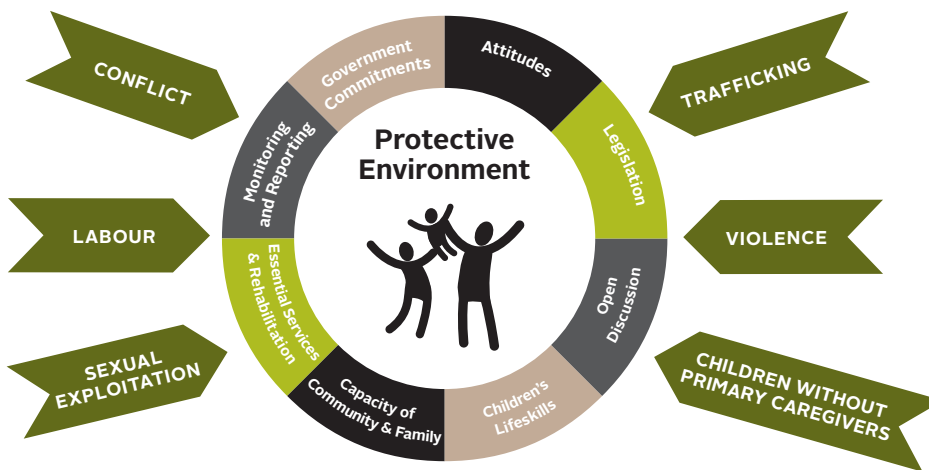 CONFLICT
LABOUR
SEXUAL
EXPLOITATION
Government
Commitments
Attitudes
Legislation
Open
Discussion
Children's
Lifeskills
Capacity of
Community & Family
Essential Services
& Rehabilitation
Monitoring
and Reporting
Protective
Environment
TRAFFICKING
VIOLENCE
CHILDREN WITHOUT
PRIMARY CAREGIVERS